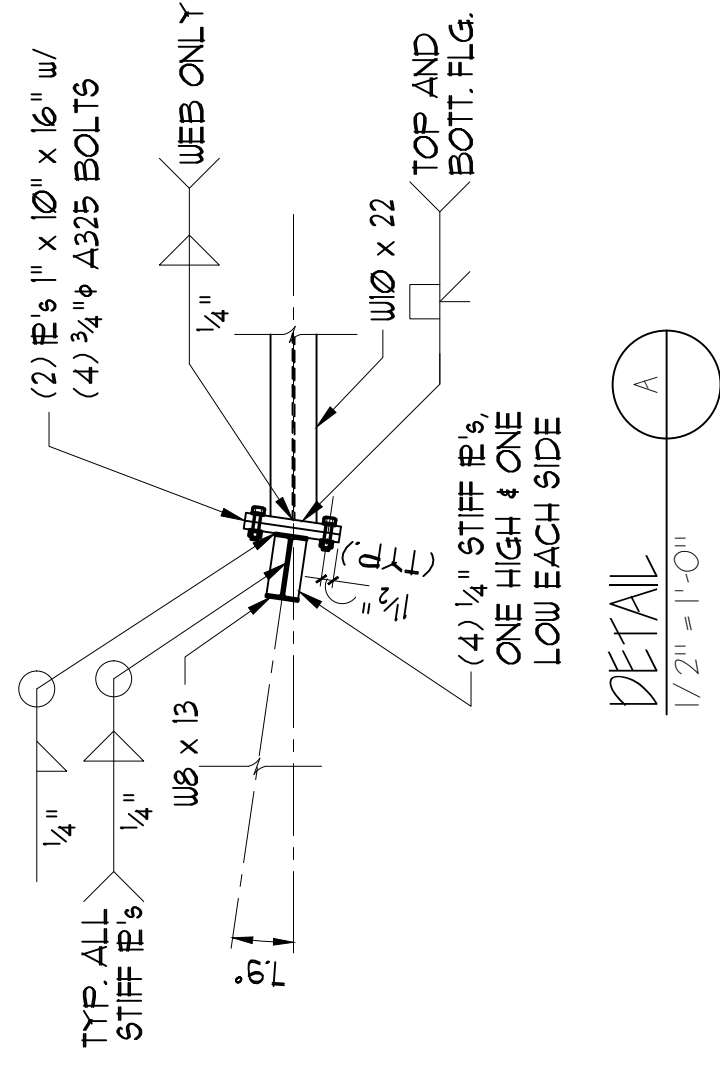 (2) PL's 1" x 10" x 16" w/
(4) 3/4"φ A325 BOLTS
WEB ONLY
1/4"
TOP AND
BOTT. FLG.
W10 x 22
1/4"
1/4"
TYP. ALL
STIFF PL's
W8 x 13
7.9°
1 1/2"
(TYP.)
(4) 1/4" STIFF PL's,
ONE HIGH & ONE
LOW EACH SIDE
DETAIL
A
1/2" = 1'-0"